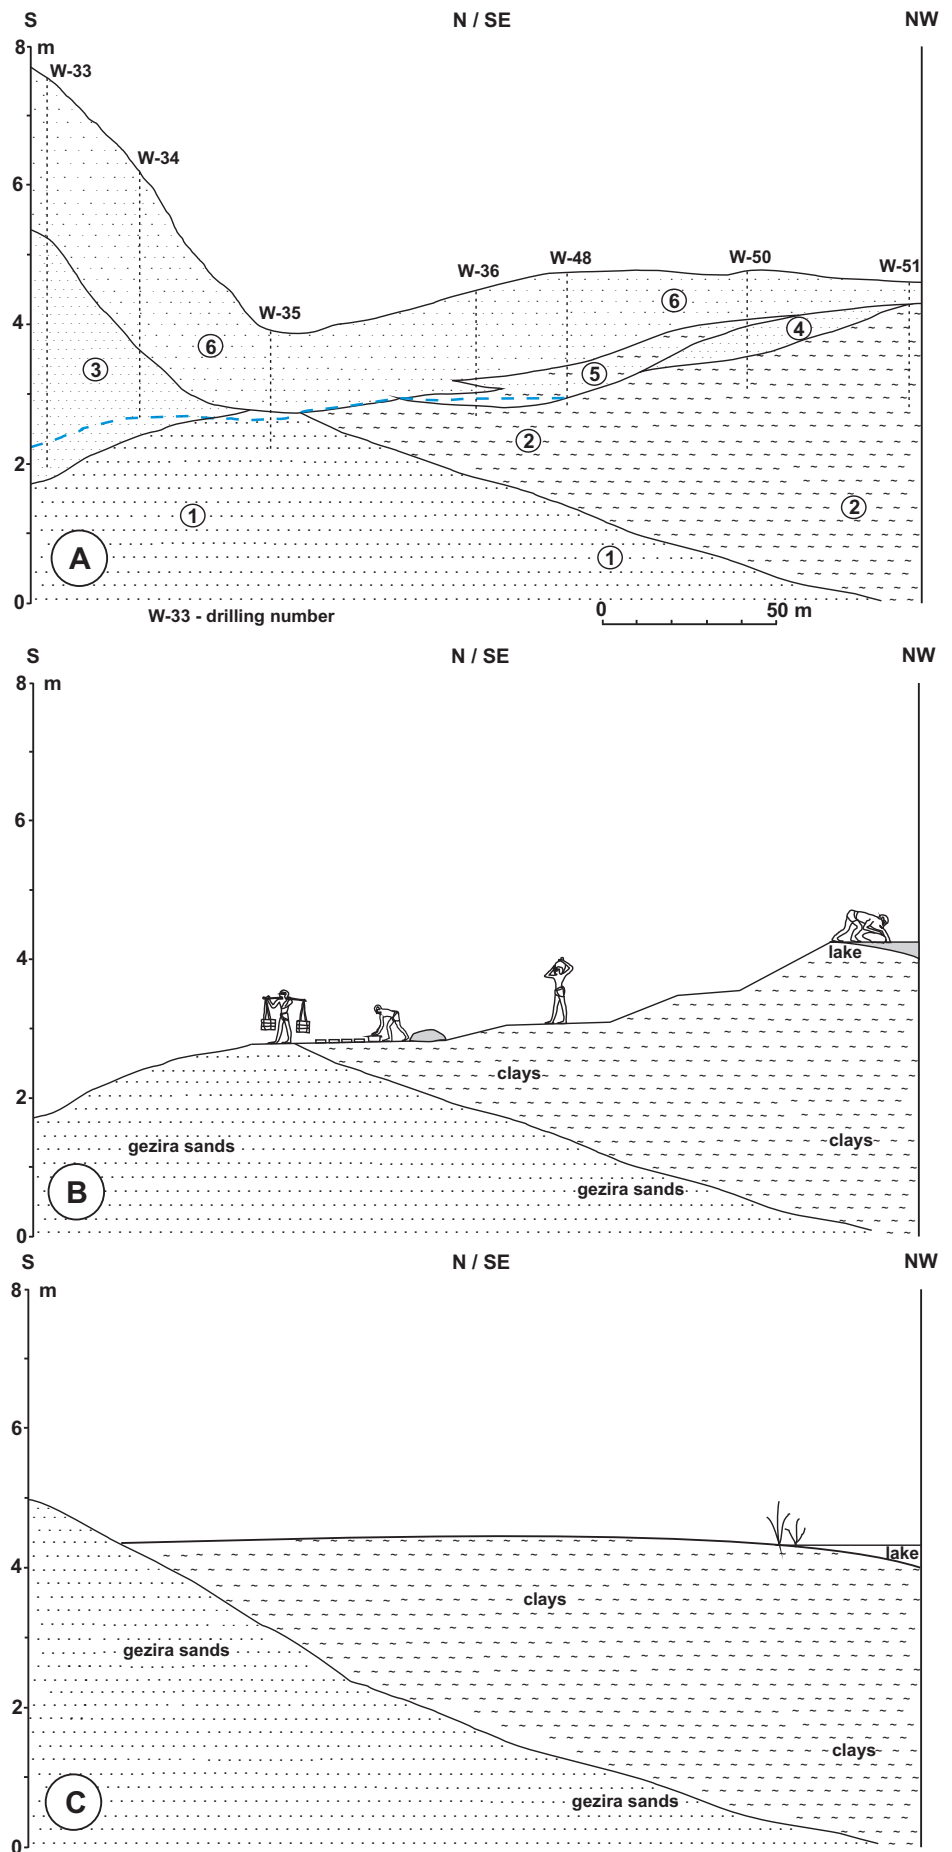 S N / SE NW
8 m
W-33
W-34
6
W-48 W-50 W-51
W-36
W-35
6
4
4
6
3
5
2
2
2
1
A
1
0
W-33 - drilling number
0 50 m
S N / SE NW
8 m
6
4
lake
clays
2
clays
gezira sands
B
gezira sands
0
S N / SE NW
8 m
6
lake
4
clays
gezira sands
2
clays
C
gezira sands
0